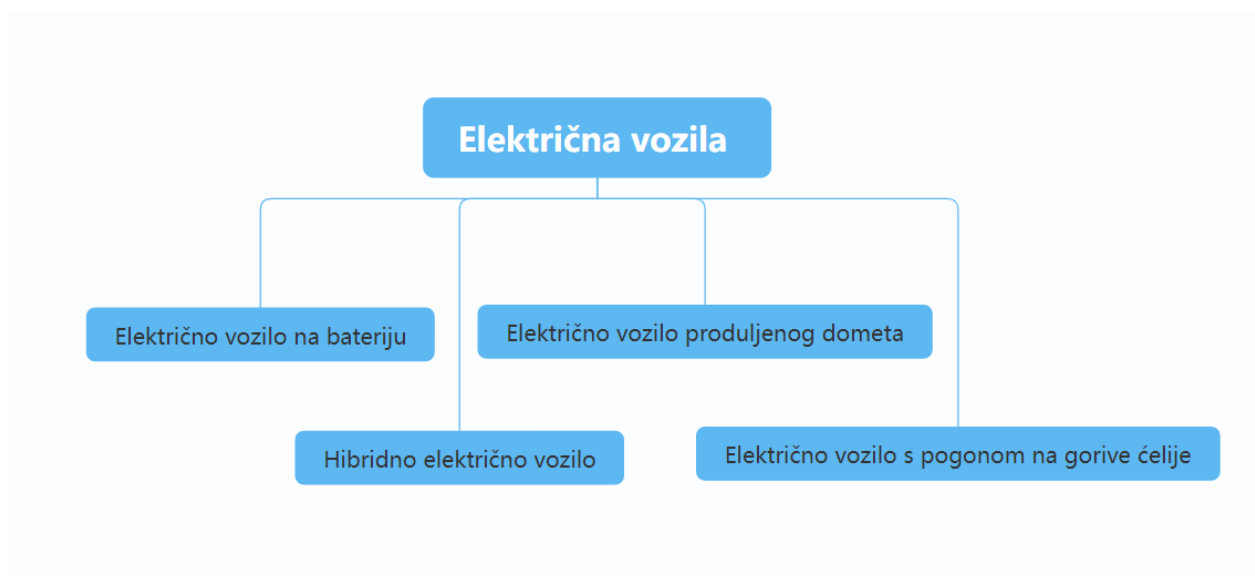 Električna vozila
Električno vozilo na bateriju
Električno vozilo produljenog dometa
Hibridno električno vozilo
Električno vozilo s pogonom na gorive ćelije